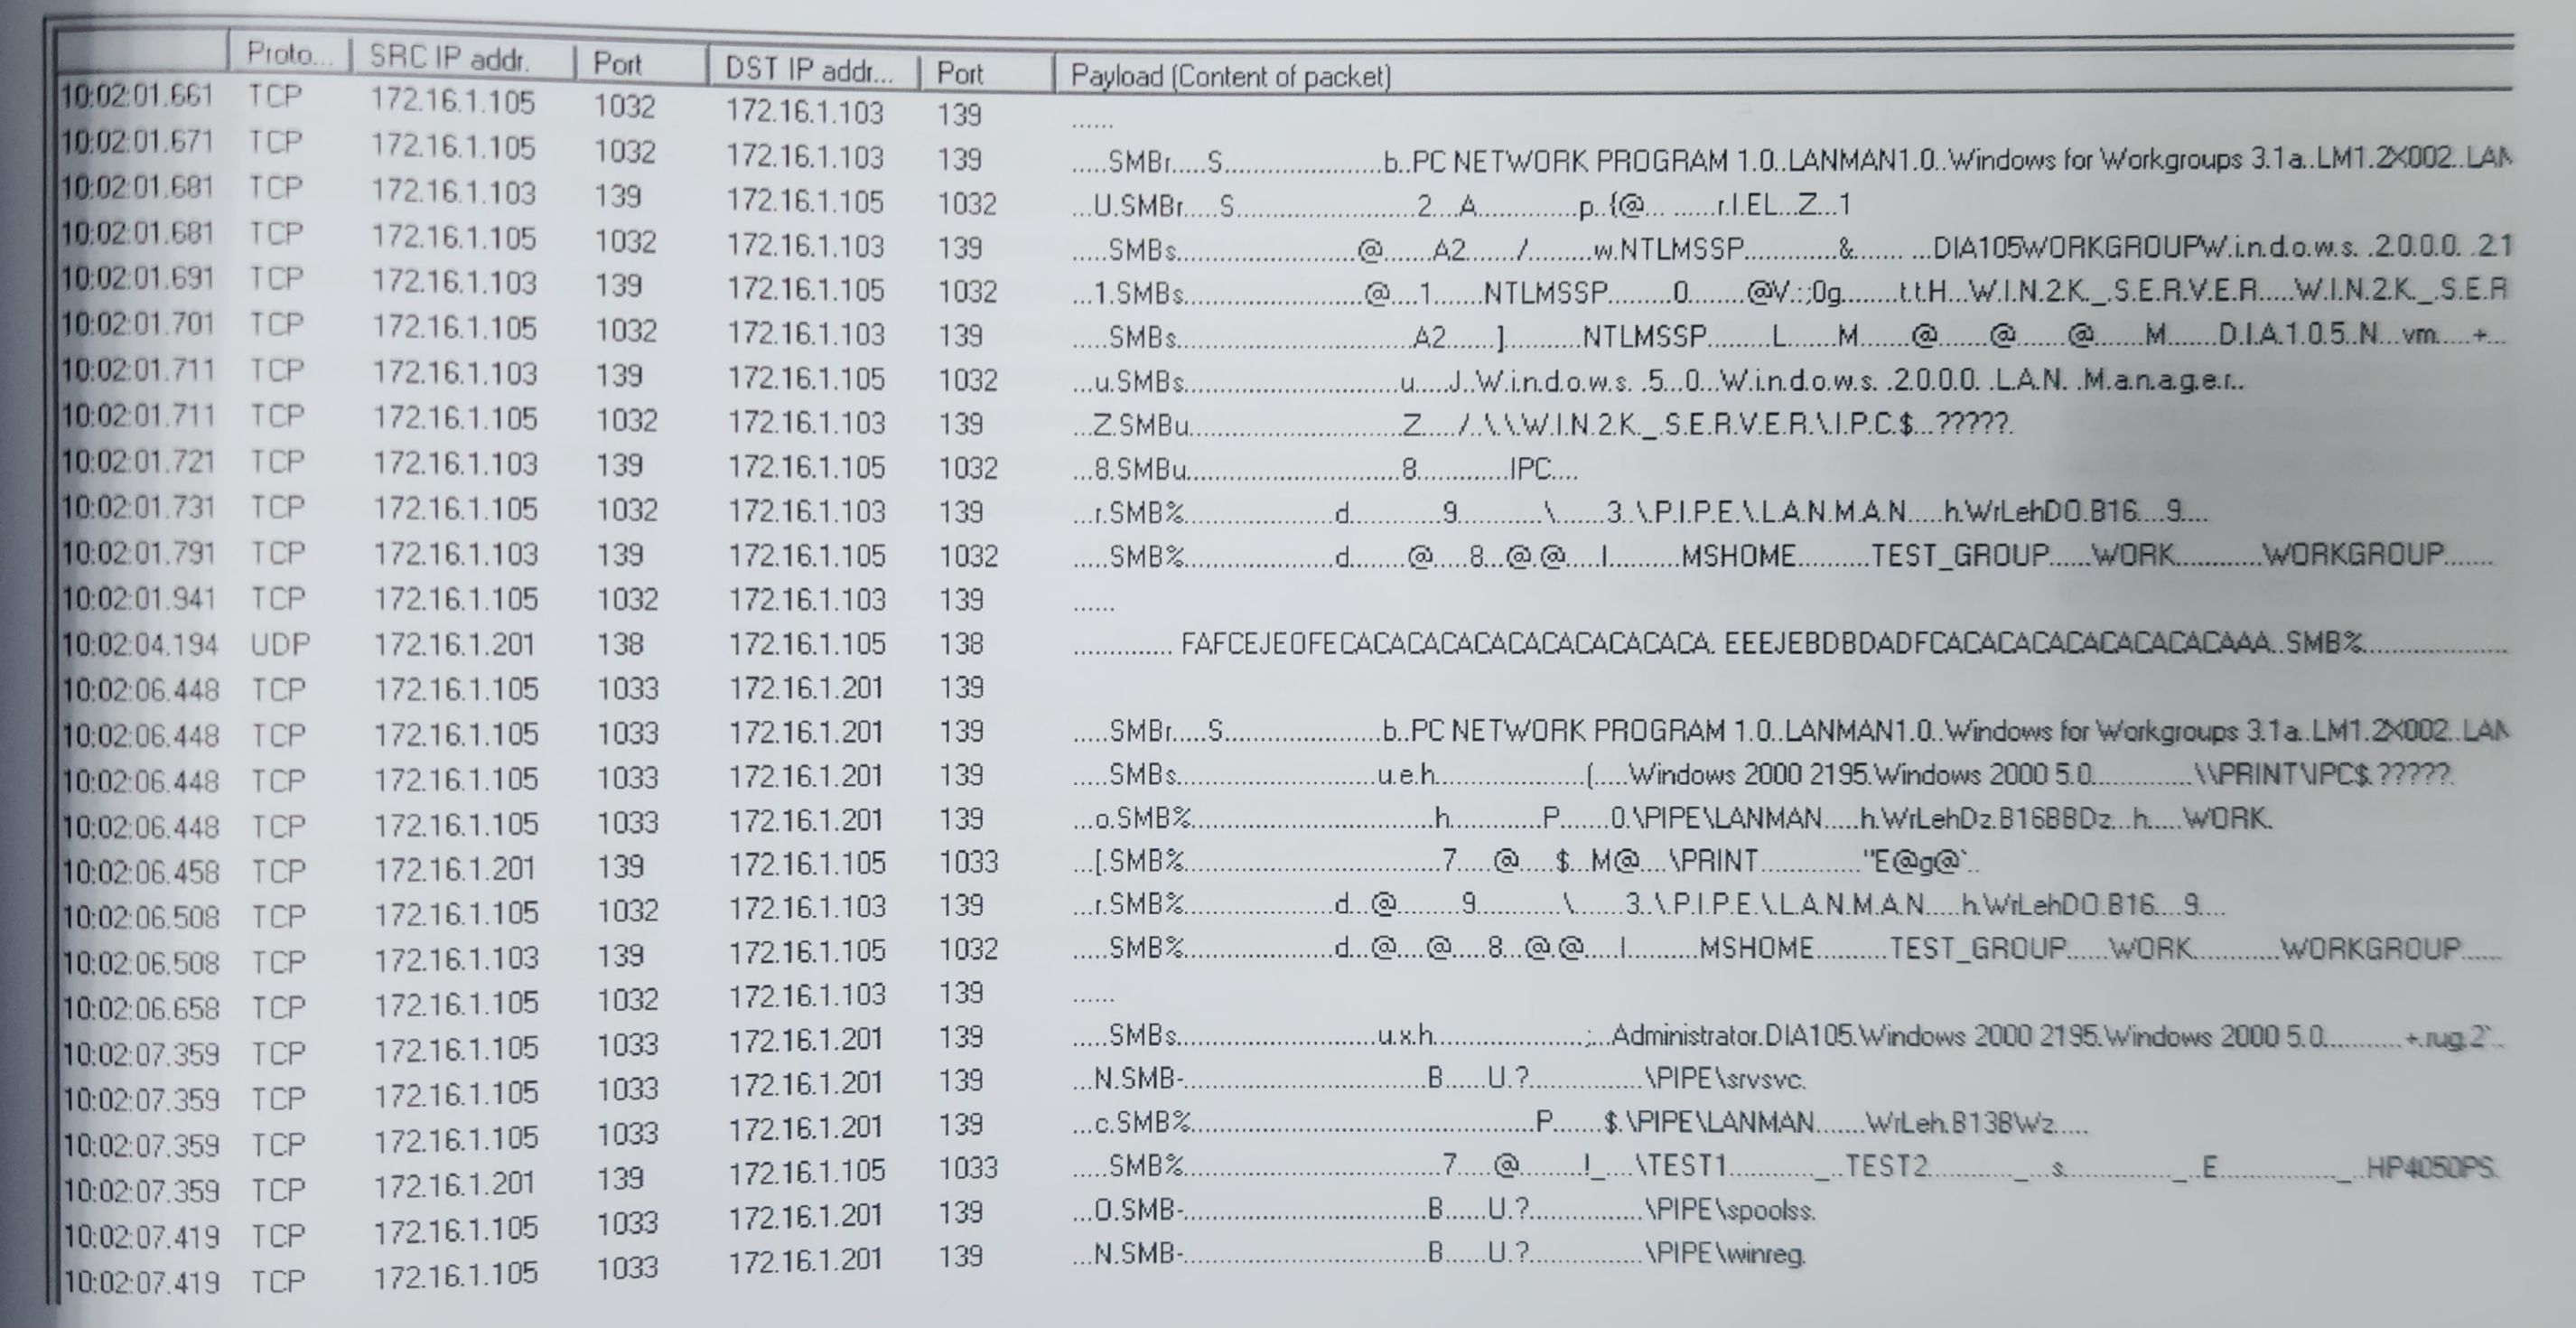 Proto... SRC IP addr. Port DST IP addr... Port Payload (Content of packet)
10:02:01.661 TCP 172.16.1.105 1032 172.16.1.103 139 ......
10:02:01.671 TCP 172.16.1.105 1032 172.16.1.103 139 .....SMBr.....S......................b..PC NETWORK PROGRAM 1.0..LANMAN1.0..Windows for Workgroups 3.1a..LM1.2X002..LAN
10:02:01.681 TCP 172.16.1.103 139 172.16.1.105 1032 ...U.SMBr.....S.........................2....A..............p..{@... ......r.I.EL...Z...1
10:02:01.681 TCP 172.16.1.105 1032 172.16.1.103 139 .....SMBs.........................@.......A2......./.........w.NTLMSSP.............&....... ...DIA105WORKGROUPW.i.n.d.o.w.s. .2.0.0.0. .2.1
10:02:01.691 TCP 172.16.1.103 139 172.16.1.105 1032 ...1.SMBs.........................@....1.......NTLMSSP.........0........@V.:.;0g........t.t.H...W.I.N.2.K._.S.E.R.V.E.R.....W.I.N.2.K._.S.E.R
10:02:01.701 TCP 172.16.1.105 1032 172.16.1.103 139 .....SMBs.................................A2......]...........NTLMSSP.........L.......M.......@.......@.......@.......M.......D.I.A.1.0.5..N...vm.....+...
10:02:01.711 TCP 172.16.1.103 139 172.16.1.105 1032 ...u.SMBs..............................u.....J..W.i.n.d.o.w.s. .5...0...W.i.n.d.o.w.s. .2.0.0.0. .L.A.N. .M.a.n.a.g.e.r..
10:02:01.711 TCP 172.16.1.105 1032 172.16.1.103 139 ...Z.SMBu..............................Z...../..\.\.W.I.N.2.K._.S.E.R.V.E.R.\.I.P.C.$...?????.
10:02:01.721 TCP 172.16.1.103 139 172.16.1.105 1032 ...8.SMBu..............................8.............IPC....
10:02:01.731 TCP 172.16.1.105 1032 172.16.1.103 139 ...r.SMB%.....................d.............9............\.......3..\.P.I.P.E.\.L.A.N.M.A.N.....h.WrLehDO.B16....9....
10:02:01.791 TCP 172.16.1.103 139 172.16.1.105 1032 .....SMB%.....................d........@.....8...@.@.....I..........MSHOME..........TEST_GROUP......WORK............WORKGROUP.......
10:02:01.941 TCP 172.16.1.105 1032 172.16.1.103 139 ......
10:02:04.194 UDP 172.16.1.201 138 172.16.1.105 138 .............. FAFCEJEOFECACACACACACACACACACACA. EEEJEBDBDADFCACACACACACACACACACAAA..SMB%....................
10:02:06.448 TCP 172.16.1.105 1033 172.16.1.201 139
10:02:06.448 TCP 172.16.1.105 1033 172.16.1.201 139 .....SMBr.....S......................b..PC NETWORK PROGRAM 1.0..LANMAN1.0..Windows for Workgroups 3.1a..LM1.2X002..LAN
10:02:06.448 TCP 172.16.1.105 1033 172.16.1.201 139 .....SMBs............................u.e.h.....................(.....Windows 2000 2195.Windows 2000 5.0..............\\PRINT\IPC$.?????.
10:02:06.448 TCP 172.16.1.105 1033 172.16.1.201 139 ...o.SMB%..................................h.............P.......0.\PIPE\LANMAN.....h.WrLehDz.B16BBDz...h.....WORK.
10:02:06.458 TCP 172.16.1.201 139 172.16.1.105 1033 ...[.SMB%...................................7.....@.....$...M@....\PRINT..............."E@g@`..
10:02:06.508 TCP 172.16.1.105 1032 172.16.1.103 139 ...r.SMB%.....................d...@.........9............\.......3..\.P.I.P.E.\.L.A.N.M.A.N.....h.WrLehDO.B16....9....
10:02:06.508 TCP 172.16.1.103 139 172.16.1.105 1032 .....SMB%.....................d...@....@.....8...@.@.....I..........MSHOME..........TEST_GROUP......WORK............WORKGROUP......
10:02:06.658 TCP 172.16.1.105 1032 172.16.1.103 139 ......
10:02:07.359 TCP 172.16.1.105 1033 172.16.1.201 139 .....SMBs............................u.x.h.....................;...Administrator.DIA105.Windows 2000 2195.Windows 2000 5.0...........+.rug.2`..
10:02:07.359 TCP 172.16.1.105 1033 172.16.1.201 139 ...N.SMB-..................................B.....U.?................\PIPE\srvsvc.
10:02:07.359 TCP 172.16.1.105 1033 172.16.1.201 139 ...c.SMB%................................................P.......$.\PIPE\LANMAN.......WrLeh.B13BWz.....
10:02:07.359 TCP 172.16.1.201 139 172.16.1.105 1033 .....SMB%....................................7.....@.........!_....\TEST1............_..TEST2............_...s................_..E................_..HP4050PS.
10:02:07.419 TCP 172.16.1.105 1033 172.16.1.201 139 ...O.SMB-..................................B.....U.?................\PIPE\spoolss.
10:02:07.419 TCP 172.16.1.105 1033 172.16.1.201 139 ...N.SMB-..................................B.....U.?................\PIPE\winreg.